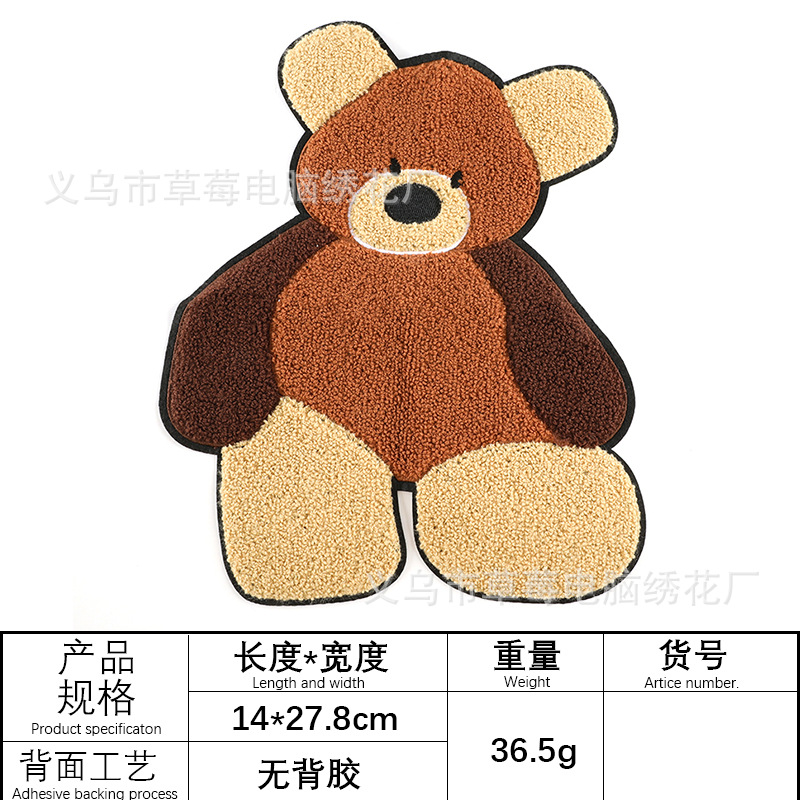 义乌市草莓电脑绣花厂
义乌市草莓电脑绣花厂
产品
规格
Product specificaton
长度*宽度
Length and width
重量
Weight
货号
Artice number.
14*27.8cm
36.5g
背面工艺
Adhesive backing process
无背胶